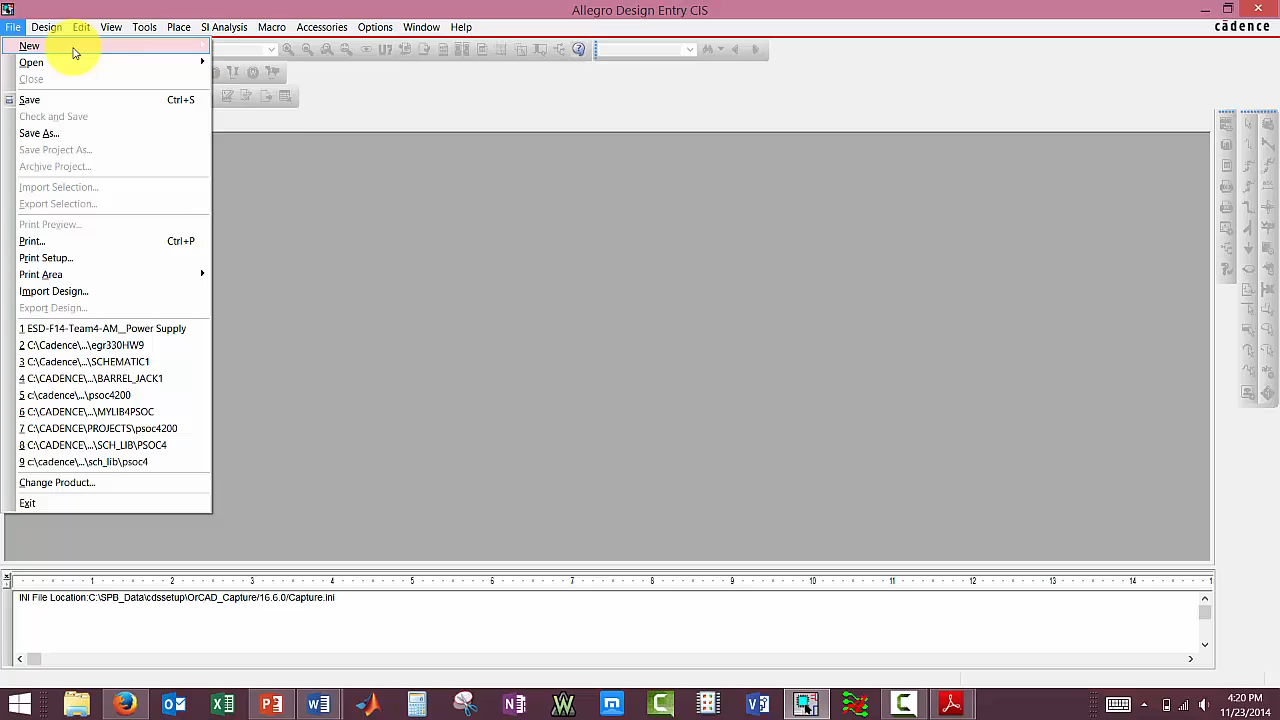 Allegro Design Entry CIS
File Design Edit View Tools Place SI Analysis Macro Accessories Options Window Help
cādence
New
Open
Close
Save Ctrl+S
Check and Save
Save As...
Save Project As...
Archive Project...
Import Selection...
Export Selection...
Print Preview...
Print... Ctrl+P
Print Setup...
Print Area
Import Design...
Export Design...
1 ESD-F14-Team4-AM__Power Supply
2 C:\Cadence\...\egr330HW9
3 C:\Cadence\...\SCHEMATIC1
4 C:\CADENCE\...\BARREL_JACK1
5 c:\cadence\...\psoc4200
6 C:\CADENCE\...\MYLIB4PSOC
7 C:\CADENCE\PROJECTS\psoc4200
8 C:\CADENCE\...\SCH_LIB\PSOC4
9 c:\cadence\...\sch_lib\psoc4
Change Product...
Exit
1 2 3 4 5 6 7 8 9 10 11 12 13 14 1
INI File Location:C:\SPB_Data\cdssetup\OrCAD_Capture/16.6.0/Capture.ini
4:20 PM
11/23/2014